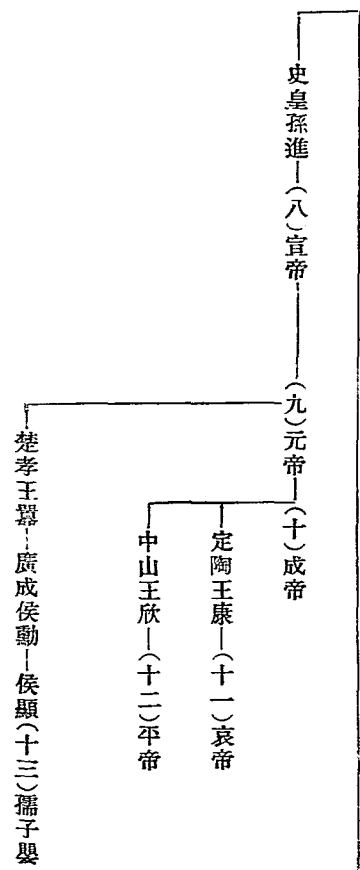 史皇孫進—(八)宣帝—(九)元帝—(十)成帝
定陶王康—(十一)哀帝
中山王欣—(十二)平帝
楚孝王囂—廣成侯勳—侯顯(十三)孺子嬰